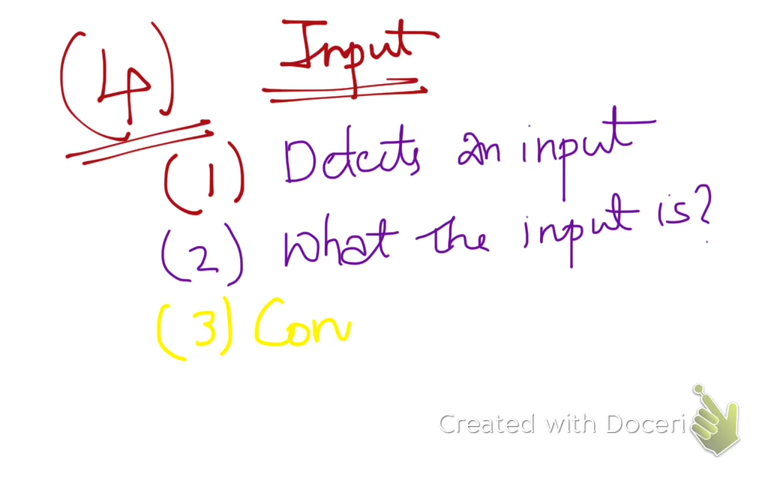 (4) Input
(1) Detects an input
(2) What the input is?
(3) Con
Created with Doceri